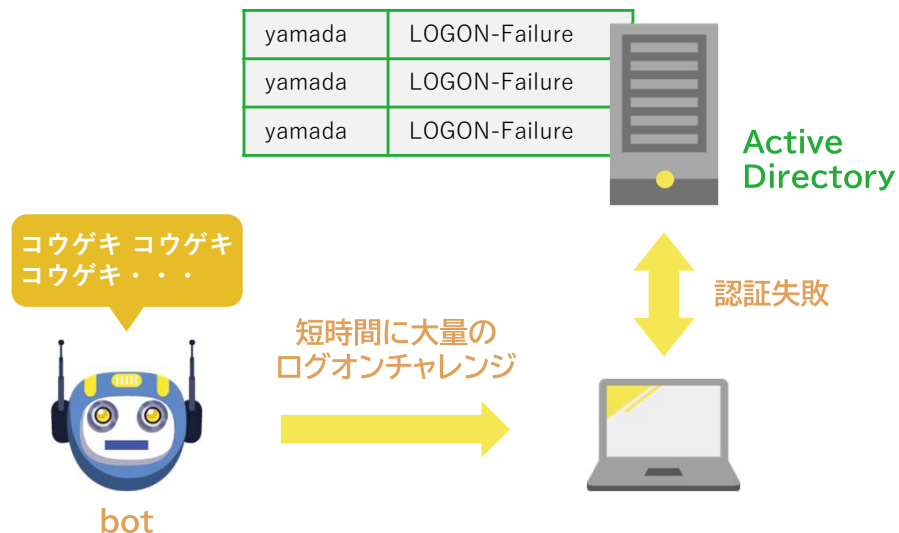 yamada LOGON-Failure
yamada LOGON-Failure
yamada LOGON-Failure
Active
Directory
コウゲキ コウゲキ
コウゲキ・・・
認証失敗
短時間に大量の
ログオンチャレンジ
bot